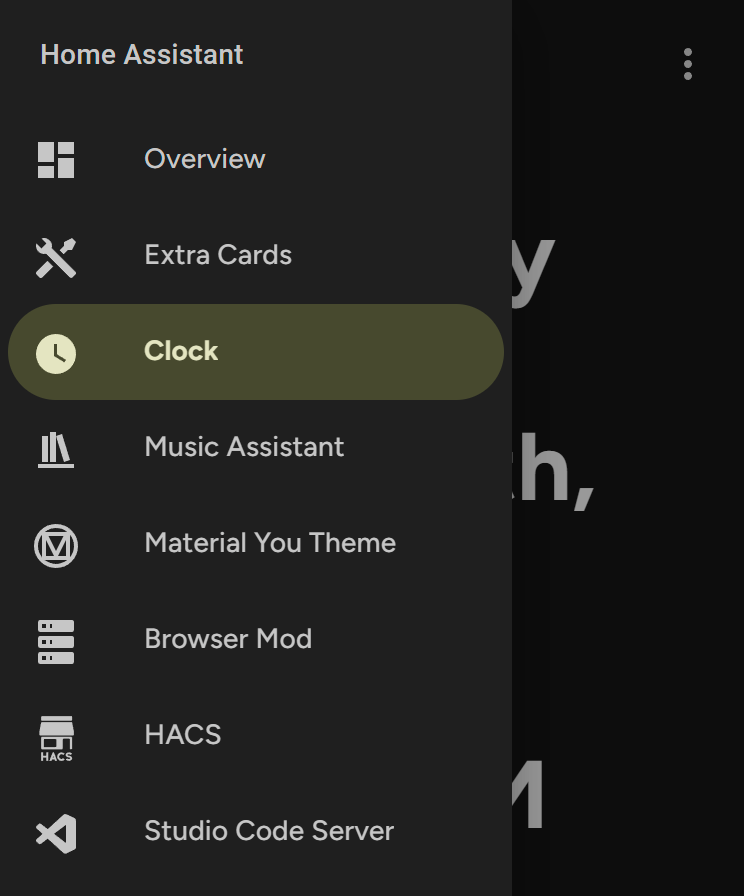 Home Assistant
Overview
Extra Cards
y
Clock
Music Assistant
h,
Material You Theme
Browser Mod
HACS
HACS
Studio Code Server